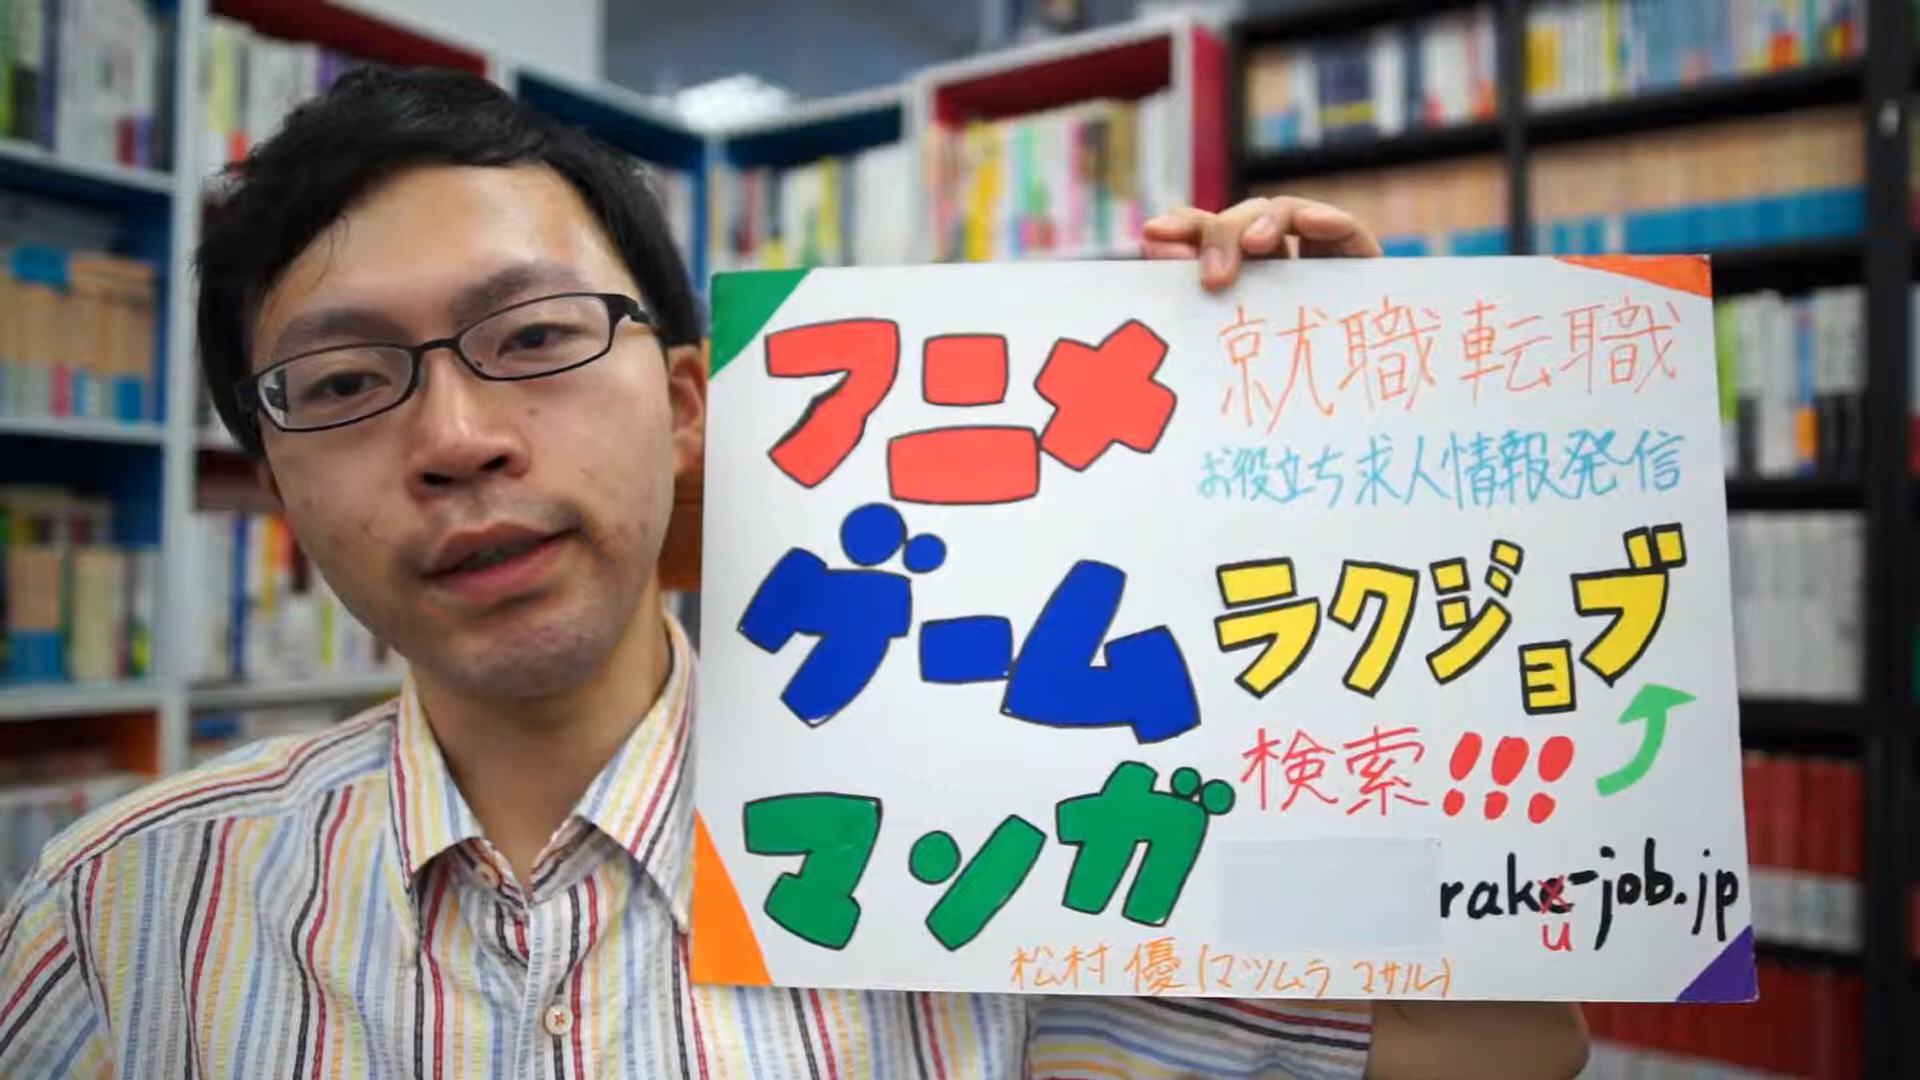 アニメ
ゲーム
マンガ
就職転職
お役立ち求人情報発信
ラクジョブ
検索!!!
rake-job.jp
u
松村 優(マツムラ マサル)